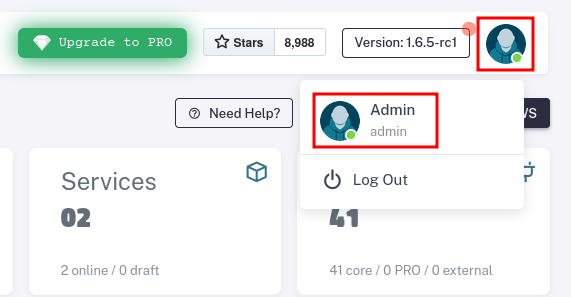 Upgrade to PRO
Stars 8,988
Version: 1.6.5-rc1
Need Help?
WS
Admin
admin
Log Out
Services
02
2 online / 0 draft
41
41 core / 0 PRO / 0 external